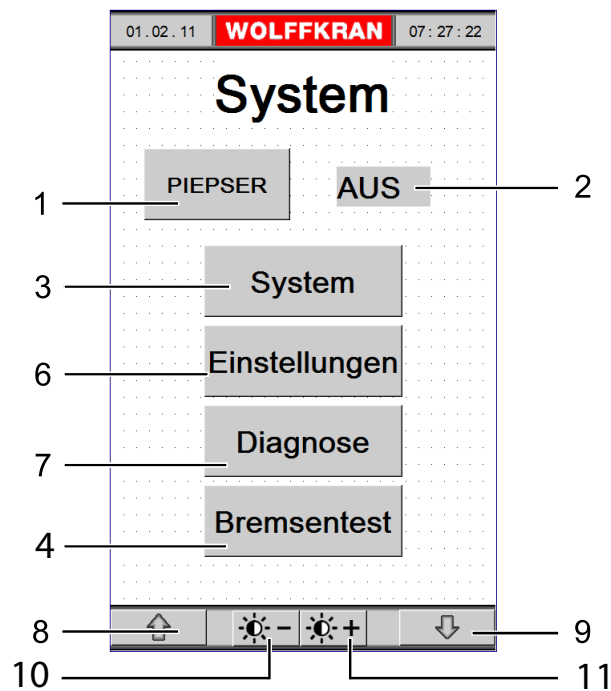 01.02.11 WOLFFKRAN 07:27:22
System
PIEPSER AUS
1 2
System
3
Einstellungen
6
Diagnose
7
Bremsentest
4
- +
8 9
10 11